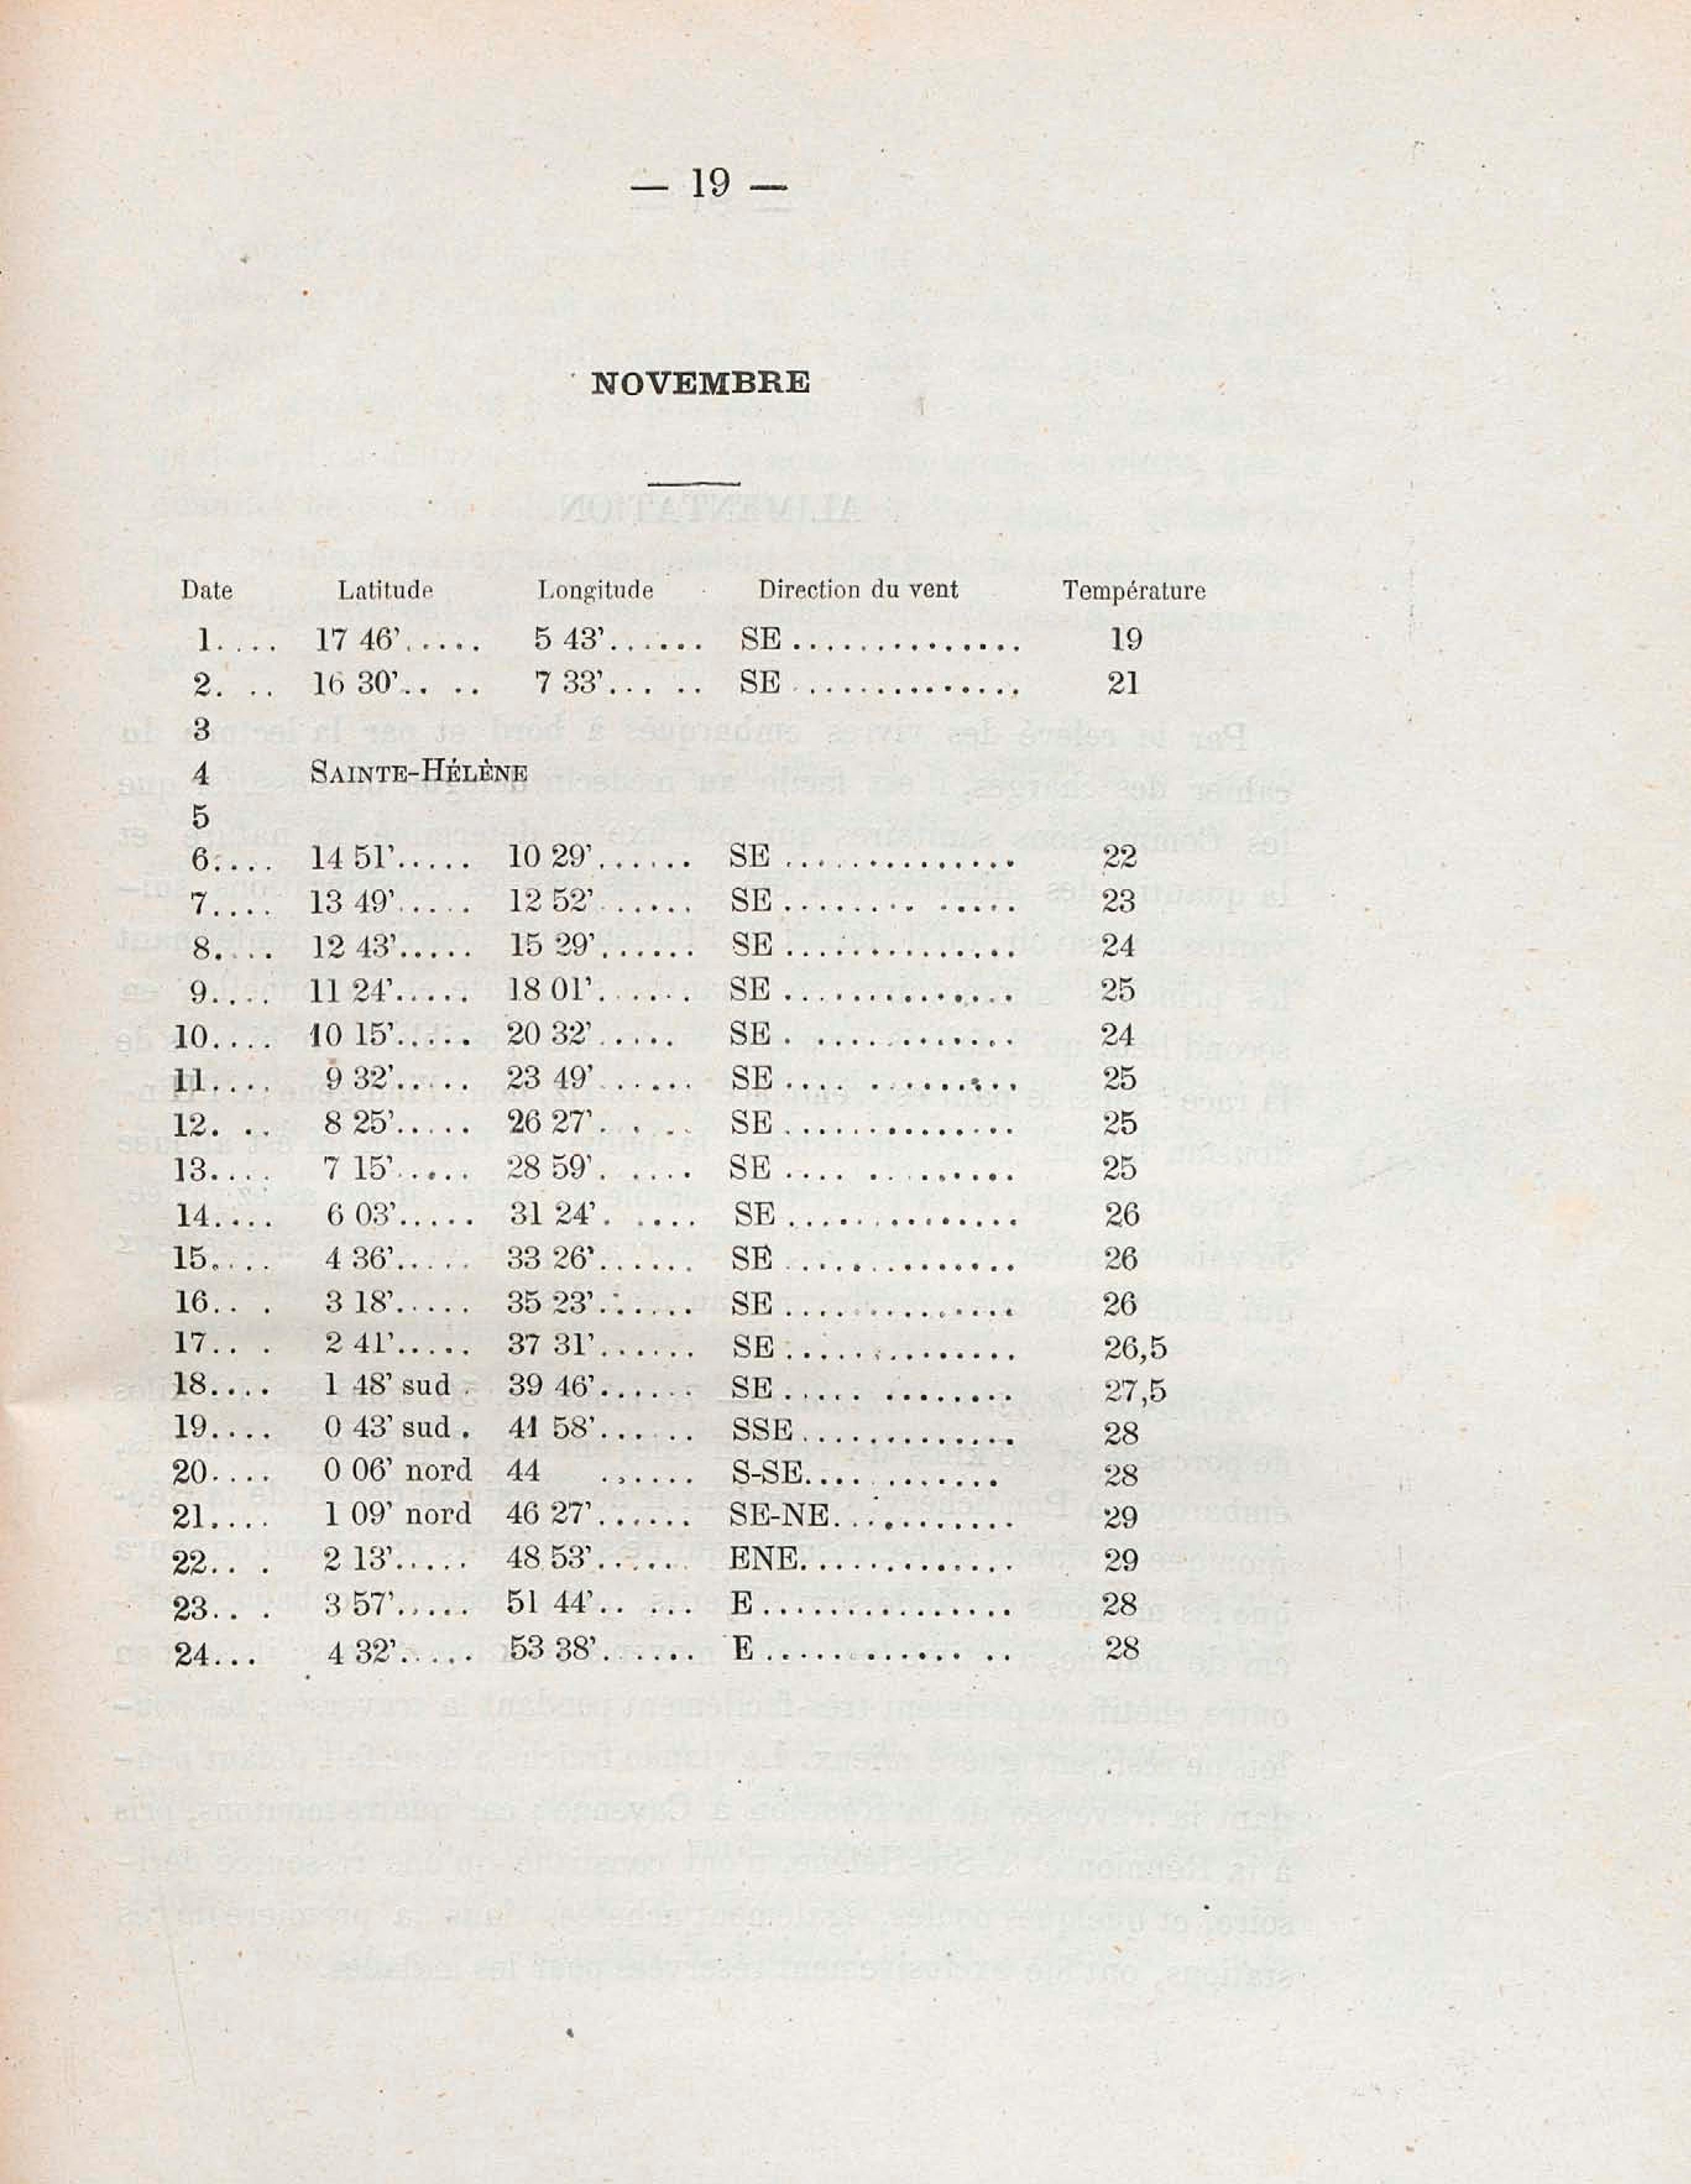 — 19 —
NOVEMBRE
Date Latitude Longitude Direction du vent Température
1.... 17 46'..... 5 43'...... SE.............. 19
2. .. 16 30'.. .. 7 33'... .. SE.............. 21
3
4 SAINTE-HÉLÈNE
5
6.... 14 51'..... 10 29'...... SE.............. 22
7.... 13 49'..... 12 52'...... SE........ ..... 23
8.... 12 43'..... 15 29'...... SE.............. 24
9.... 11 24'..... 18 01'...... SE.............. 25
10.... 10 15'..... 20 32'..... SE. ............ 24
11.... 9 32'..... 23 49'...... SE.... ......... 25
12. .. 8 25'..... 26 27'. . .. SE.............. 25
13.... 7 15'..... 28 59'. .... SE.... ......... 25
14.... 6 03'..... 31 24'. .... SE.............. 26
15.... 4 36'..... 33 26'...... SE.............. 26
16.. . 3 18'..... 35 23'...... SE.............. 26
17.. . 2 41'..... 37 31'...... SE.............. 26,5
18.... 1 48' sud . 39 46'...... SE..... ........ 27,5
19.... 0 43' sud . 41 58'...... SSE............. 28
20.... 0 06' nord 44 ...... S-SE............ 28
21.... 1 09' nord 46 27'...... SE-NE........... 29
22.. . 2 13'..... 48 53'...... ENE............. 29
23.. . 3 57'..... 51 44'.. ... E............... 28
24... 4 32'..... 53 38'...... E............ .. 28